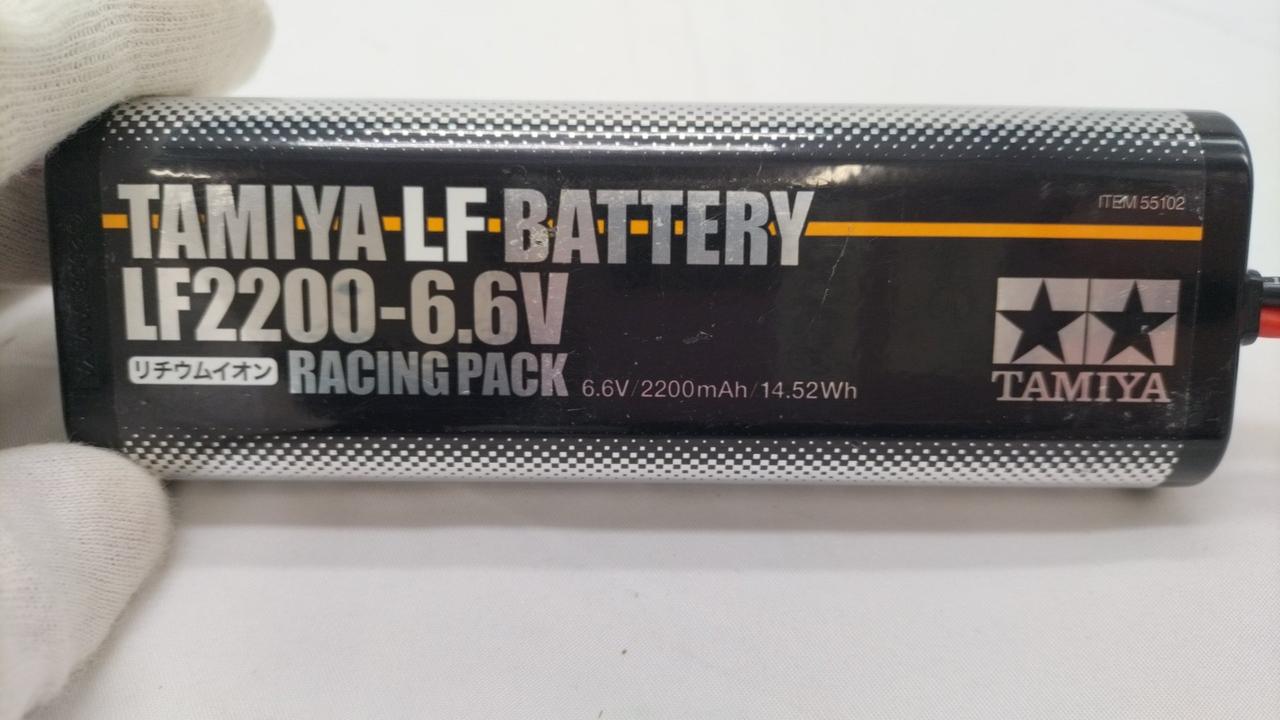 TAMIYA LF BATTERY
ITEM 55102
LF2200-6.6V
リチウムイオン RACING PACK 6.6V/2200mAh/14.52Wh
TAMIYA